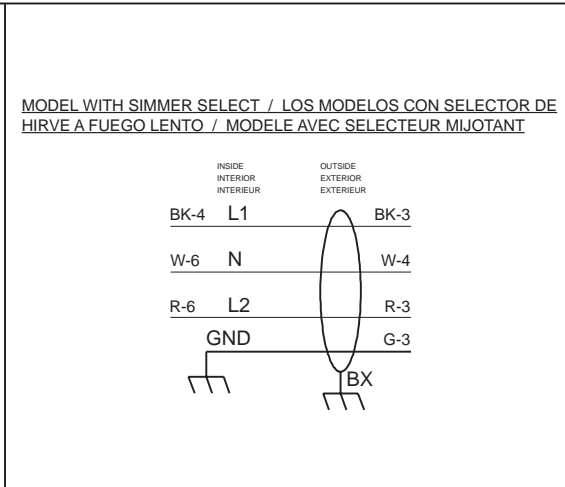 MODEL WITH SIMMER SELECT / LOS MODELOS CON SELECTOR DE
HIRVE A FUEGO LENTO / MODELE AVEC SELECTEUR MIJOTANT
INSIDE OUTSIDE
INTERIOR EXTERIOR
INTERIEUR EXTERIEUR
BK-4 L1 BK-3
W-6 N W-4
R-6 L2 R-3
GND G-3
BX